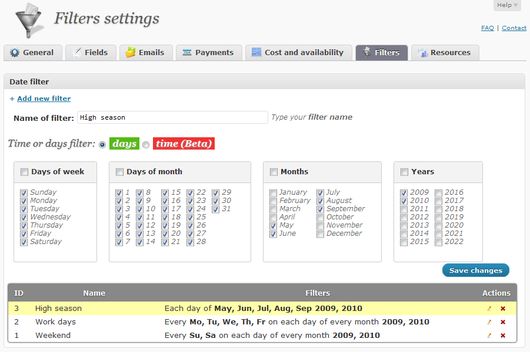 Help
Filters settings
FAQ | Contact
General Fields Emails Payments Cost and availability Filters Resources
Date filter
+ Add new filter
Name of filter: High season Type your filter name
Time or days filter: days time (Beta)
Days of week Days of month Months Years
Sunday 1 8 15 22 29 January July 2009 2016
Monday 2 9 16 23 30 February August 2010 2017
Tuesday 3 10 17 24 31 March September 2011 2018
Wednesday 4 11 18 25 April October 2012 2019
Thursday 5 12 19 26 May November 2013 2020
Friday 6 13 20 27 June December 2014 2021
Saturday 7 14 21 28 2015 2022
Save changes
ID Name Filters Actions
3 High season Each day of May, Jun, Jul, Aug, Sep 2009, 2010
2 Work days Every Mo, Tu, We, Th, Fr on each day of every month 2009, 2010
1 Weekend Every Su, Sa on each day of every month 2009, 2010